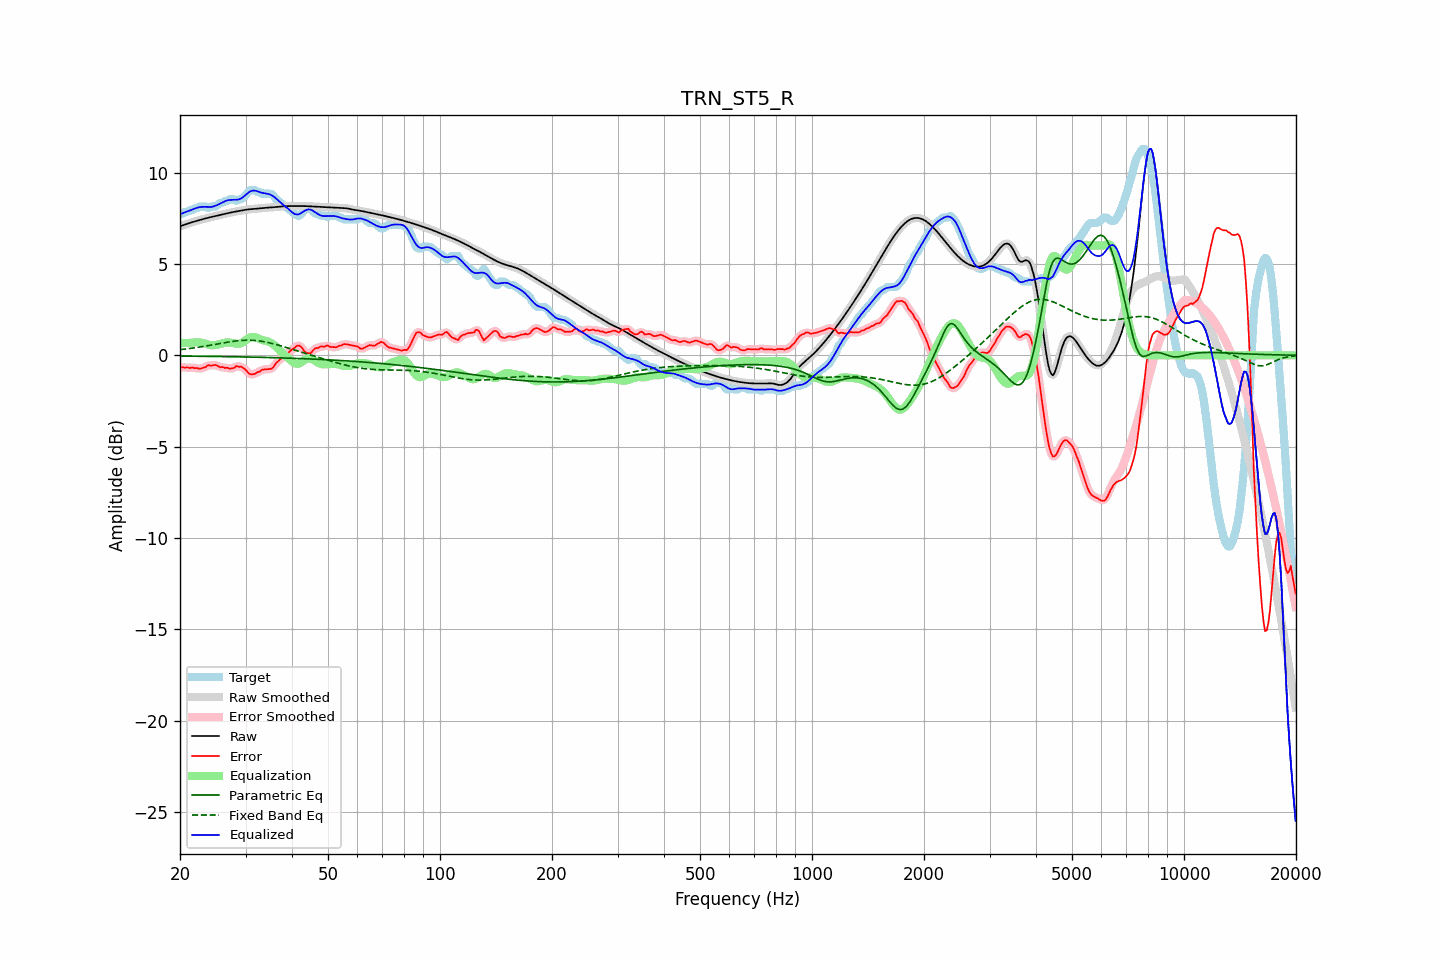 TRN_ST5_R
Amplitude (dBr)
10
5
0
−5
−10
−15
−20
−25
Target
Raw Smoothed
Error Smoothed
Raw
Error
Equalization
Parametric Eq
Fixed Band Eq
Equalized
20 50 100 200 500 1000 2000 5000 10000 20000
Frequency (Hz)